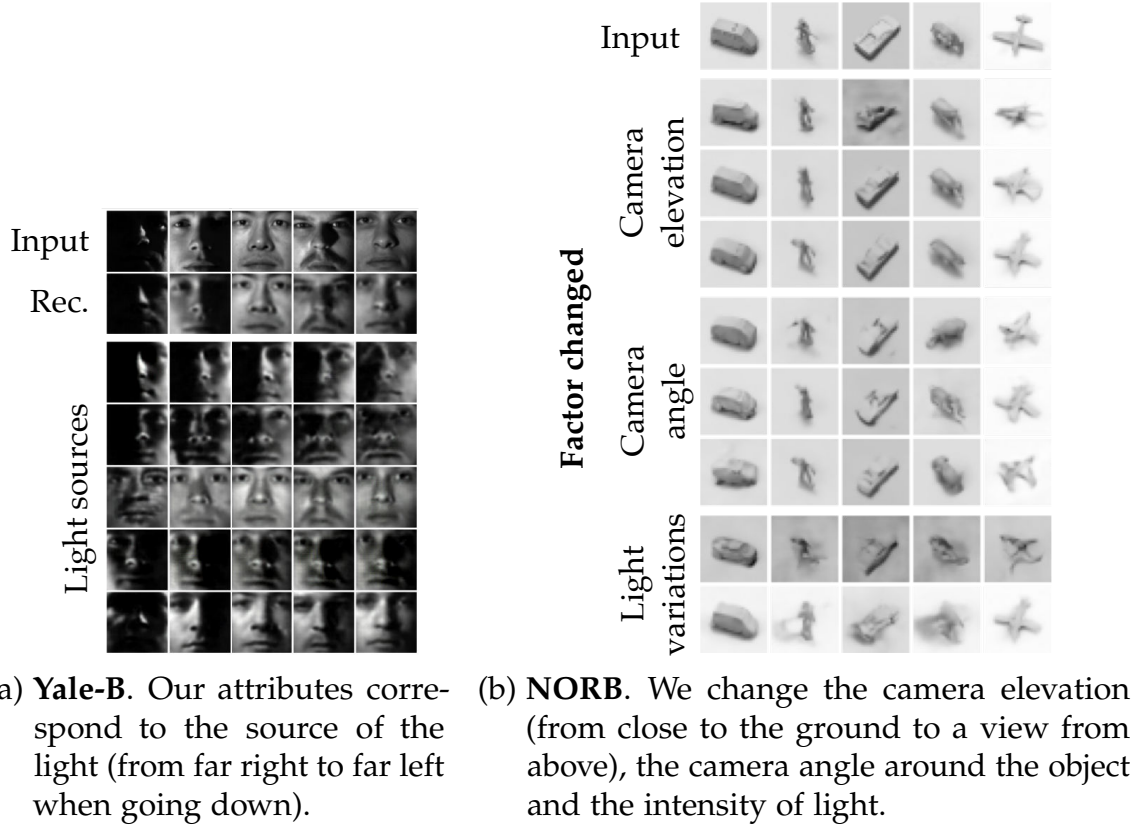 Input
Rec.
Light sources
Input
Camera
elevation
Camera
angle
Light
variations
Factor changed
a) Yale-B. Our attributes corre-
spond to the source of the
light (from far right to far left
when going down).
(b) NORB. We change the camera elevation
(from close to the ground to a view from
above), the camera angle around the object
and the intensity of light.